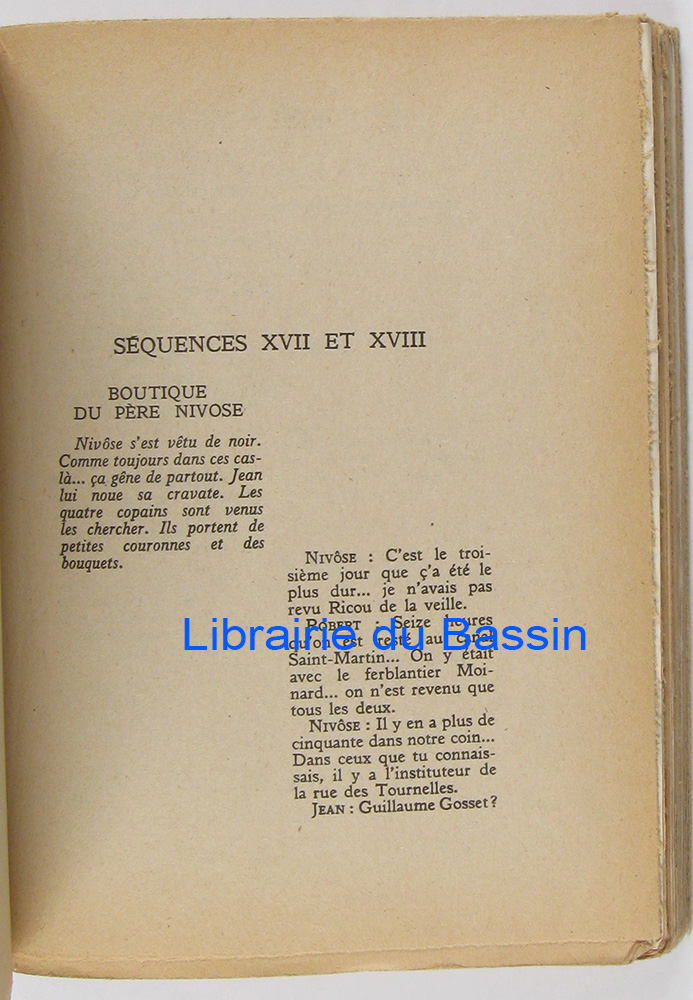 SÉQUENCES XVII ET XVIII
BOUTIQUE
DU PÈRE NIVOSE
Nivôse s'est vêtu de noir.
Comme toujours dans ces cas-
là... ça gêne de partout. Jean
lui noue sa cravate. Les
quatre copains sont venus
les chercher. Ils portent de
petites couronnes et des
bouquets.
NIVÔSE : C'est le troi-
sième jour que ç'a été le
plus dur... je n'avais pas
revu Ricou de la veille.
ROBERT : Seize heures
qu'on est resté au canal
Saint-Martin... On y était
avec le ferblantier Moi-
nard... on n'est revenu que
tous les deux.
NIVÔSE : Il y en a plus de
cinquante dans notre coin...
Dans ceux que tu connais-
sais, il y a l'instituteur de
la rue des Tournelles.
JEAN : Guillaume Gosset?
Librairie du Bassin